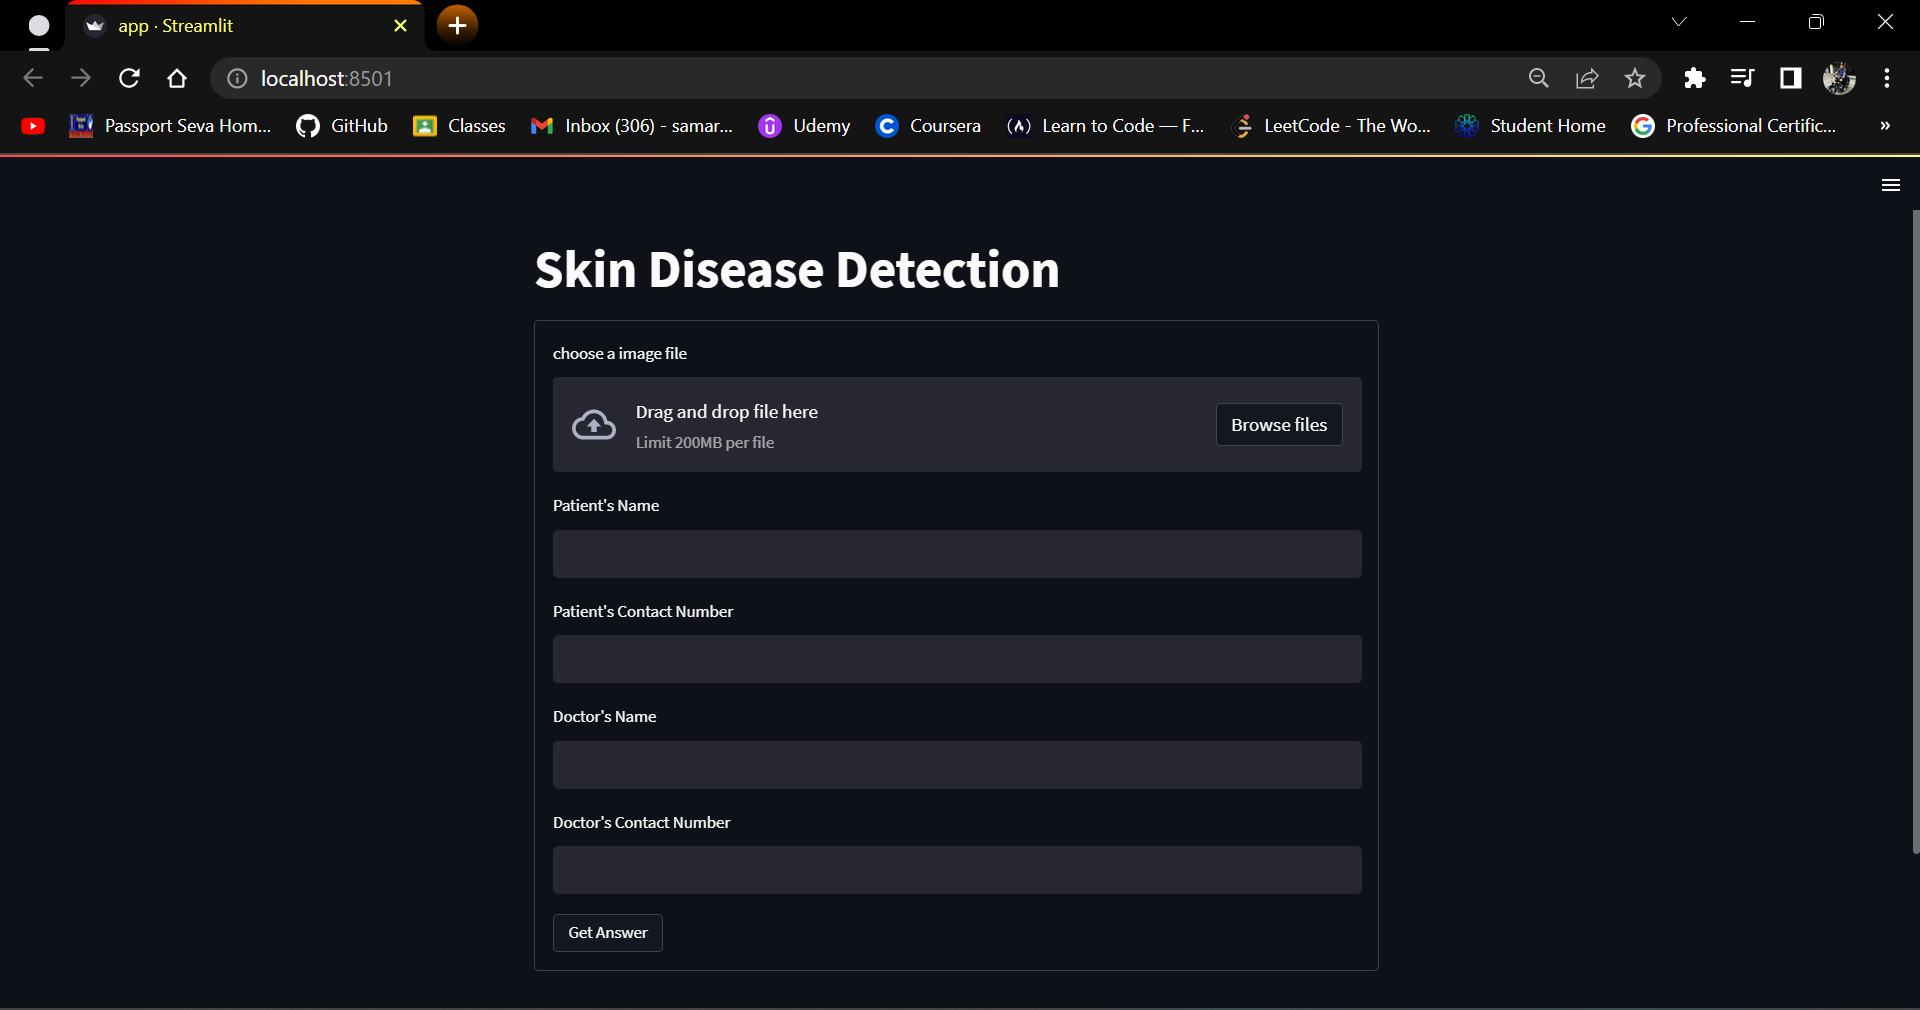 app · Streamlit
localhost:8501
Passport Seva Hom... GitHub Classes Inbox (306) - samar... Udemy Coursera Learn to Code — F... LeetCode - The Wo... Student Home Professional Certific... »
Skin Disease Detection
choose a image file
Drag and drop file here
Limit 200MB per file
Browse files
Patient's Name
Patient's Contact Number
Doctor's Name
Doctor's Contact Number
Get Answer